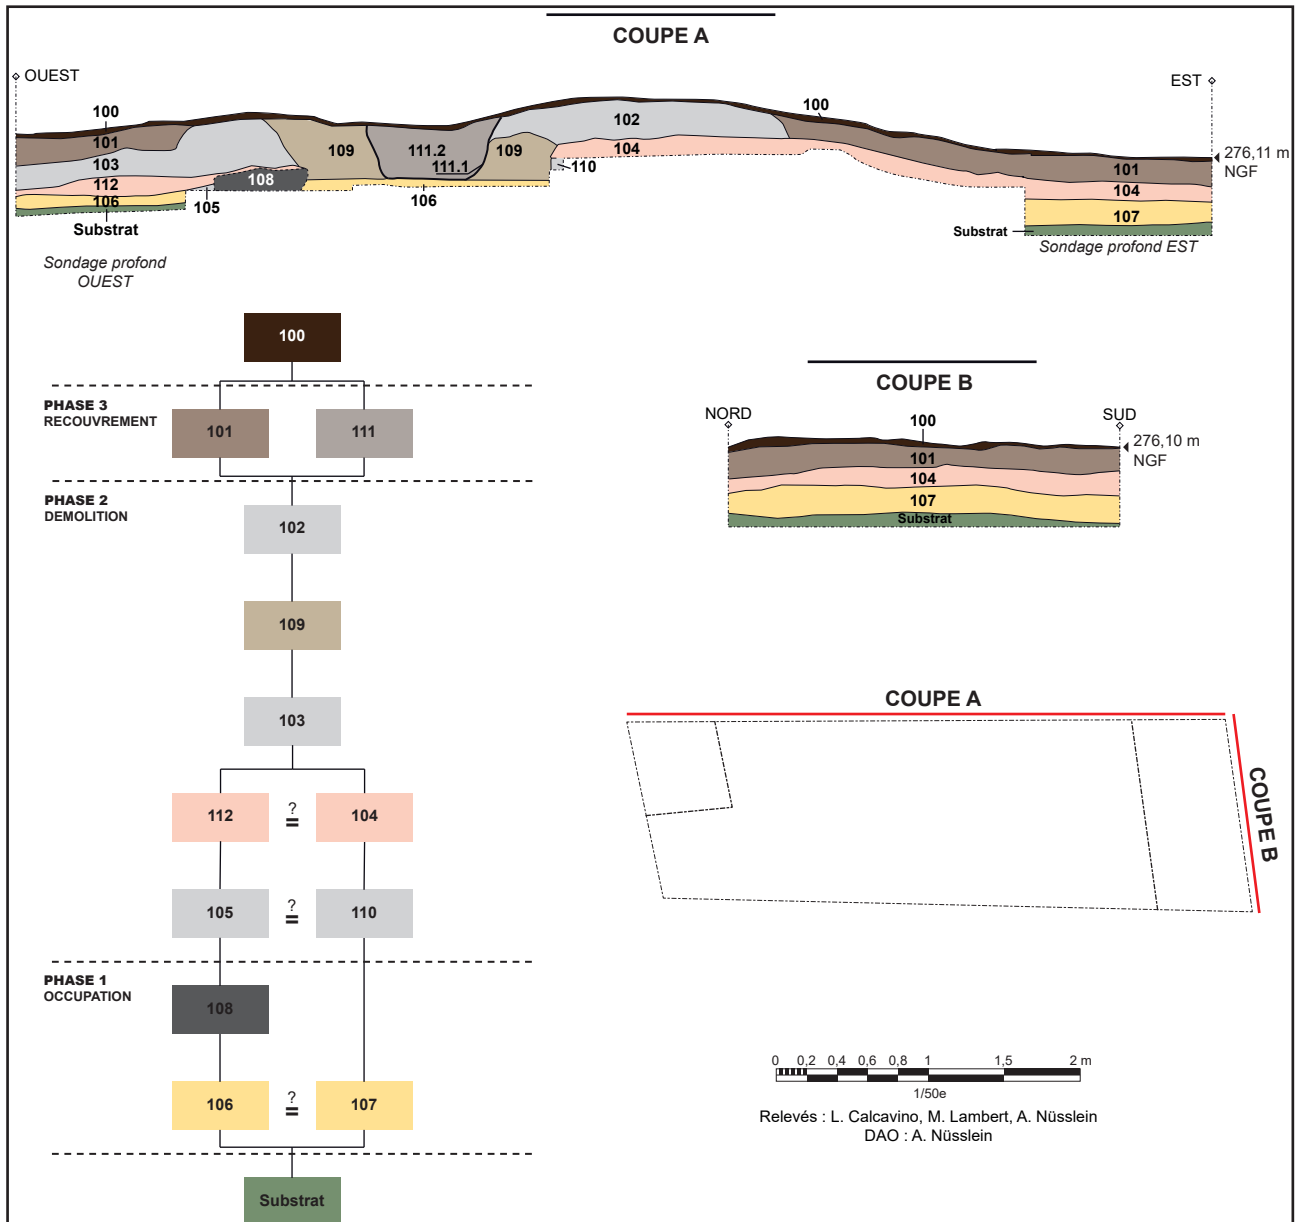 COUPE A
OUEST
EST
100
100
102
101
103
109
111.2
109
104
110
276,11 m
NGF
111.1
101
112
108
104
106
105
106
107
Substrat
Substrat
Sondage profond
OUEST
Sondage profond EST
100
PHASE 3
RECOUVREMENT
101
111
PHASE 2
DEMOLITION
102
109
103
112
?
=
104
105
?
=
110
PHASE 1
OCCUPATION
108
106
?
=
107
Substrat
COUPE B
NORD
SUD
100
276,10 m
NGF
101
104
107
Substrat
COUPE A
COUPE B
0 0,2 0,4 0,6 0,8 1 1,5 2 m
1/50e
Relevés : L. Calcavino, M. Lambert, A. Nüsslein
DAO : A. Nüsslein